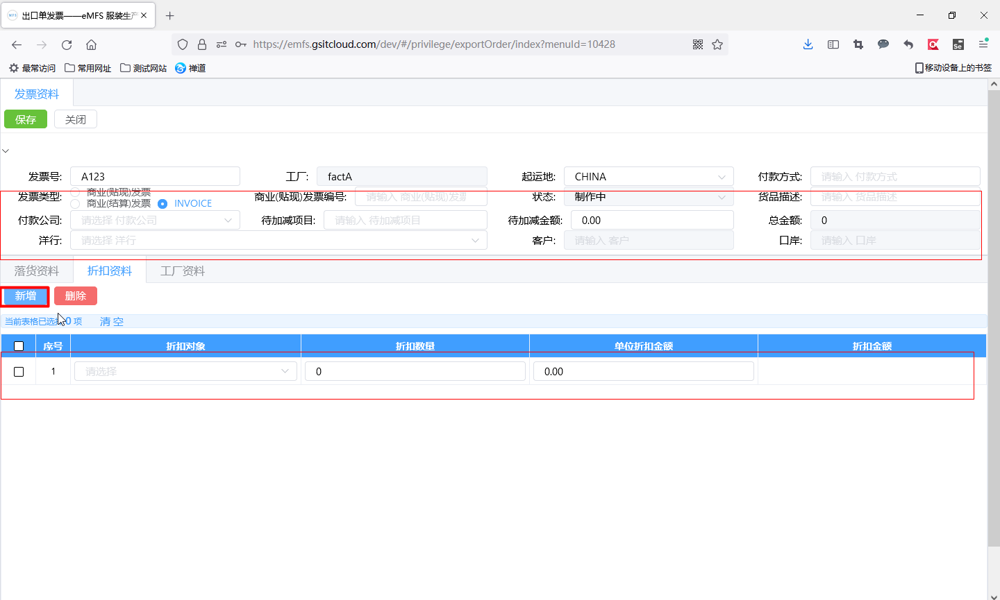 出口单发票——eMFS 服装生产
https://emfs.gsitcloud.com/dev/#/privilege/exportOrder/index?menuId=10428
最常访问 常用网址 测试网站 禅道 移动设备上的书签
发票资料
保存 关闭
发票号: A123 工厂: factA 起运地: CHINA 付款方式: 请输入 付款方式
发票类型: 商业(贴现)发票 商业(结算)发票 INVOICE 商业(贴现)发票编号: 请输入 商业(贴现)发票 状态: 制作中 货品描述: 请输入 货品描述
付款公司: 请选择 付款公司 待加减项目: 请输入 待加减项目 待加减金额: 0.00 总金额: 0
洋行: 请选择 洋行 客户: 请输入 客户 口岸: 请输入 口岸
落货资料 折扣资料 工厂资料
新增 删除
当前表格已选择 0 项 清 空
序号 折扣对象 折扣数量 单位折扣金额 折扣金额
1 请选择 0 0.00